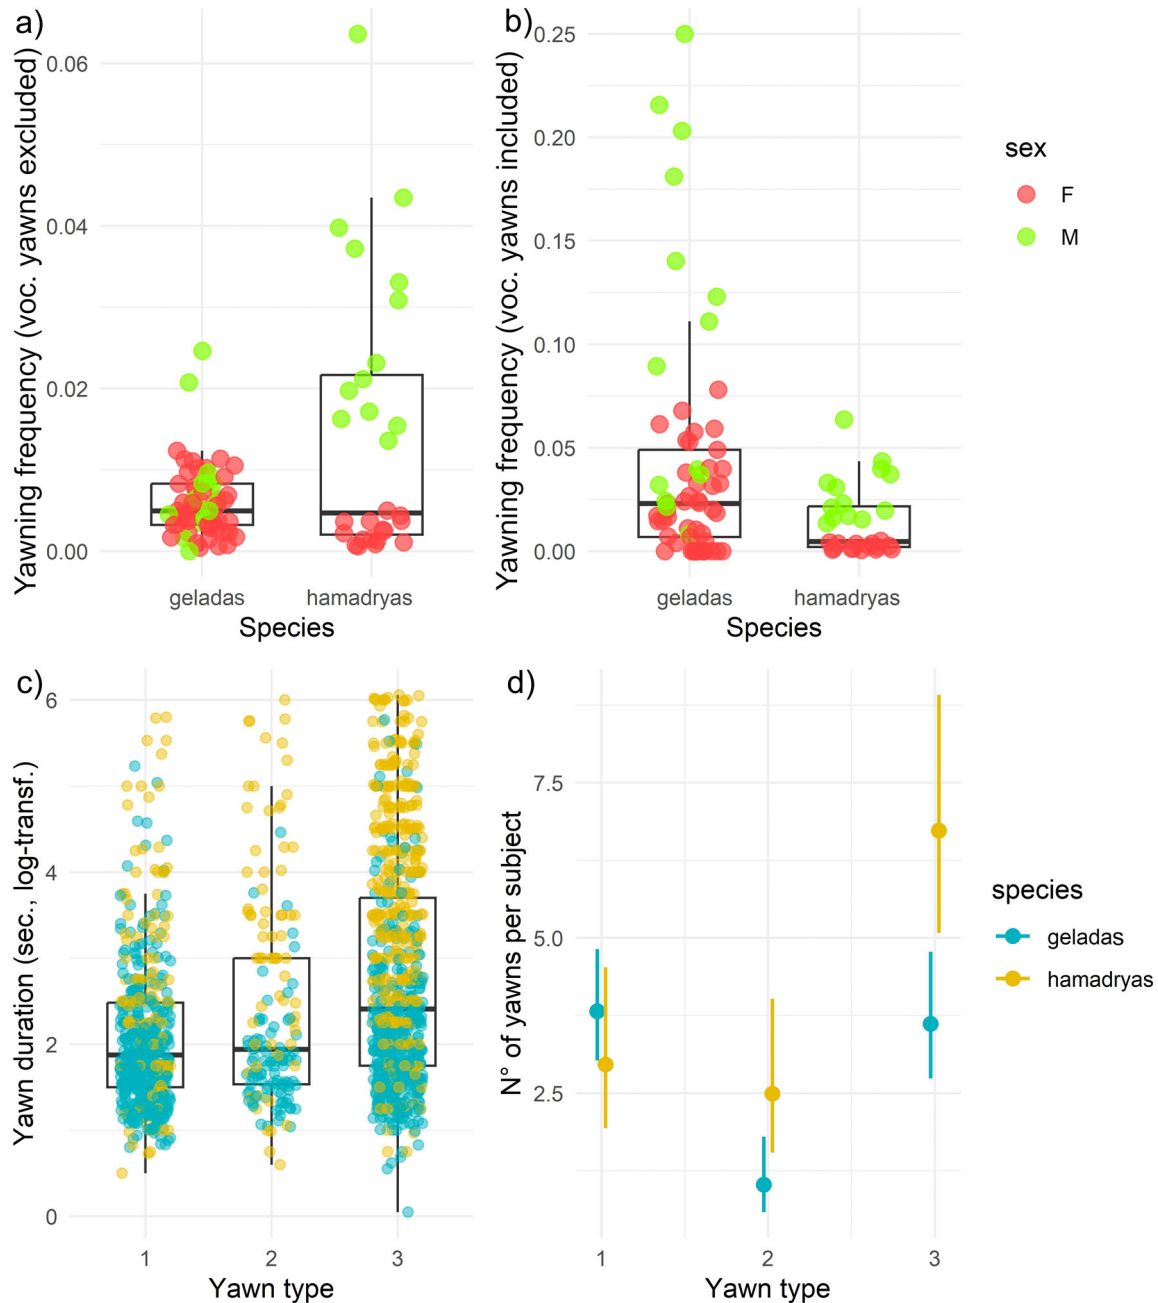 a)
Yawning frequency (voc. yawns excluded)
0.06
0.04
0.02
0.00
geladas
hamadryas
Species
b)
Yawning frequency (voc. yawns included)
0.25
0.20
0.15
0.10
0.05
0.00
geladas
hamadryas
Species
sex
F
M
c)
Yawn duration (sec., log-transf.)
6
4
2
0
1
2
3
Yawn type
d)
N° of yawns per subject
7.5
5.0
2.5
1
2
3
Yawn type
species
geladas
hamadryas